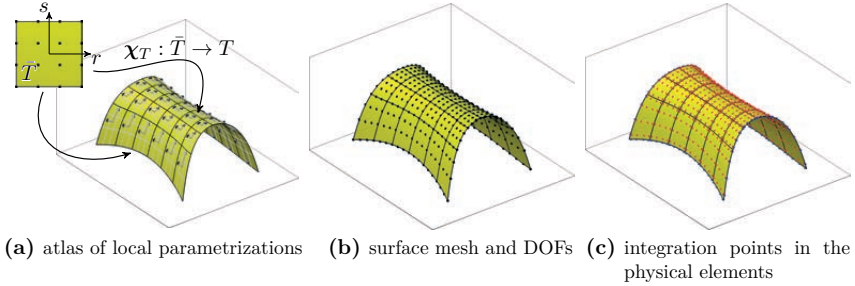 s
r
T̄
χ_T : T̄ → T
(a) atlas of local parametrizations
(b) surface mesh and DOFs
(c) integration points in the
physical elements